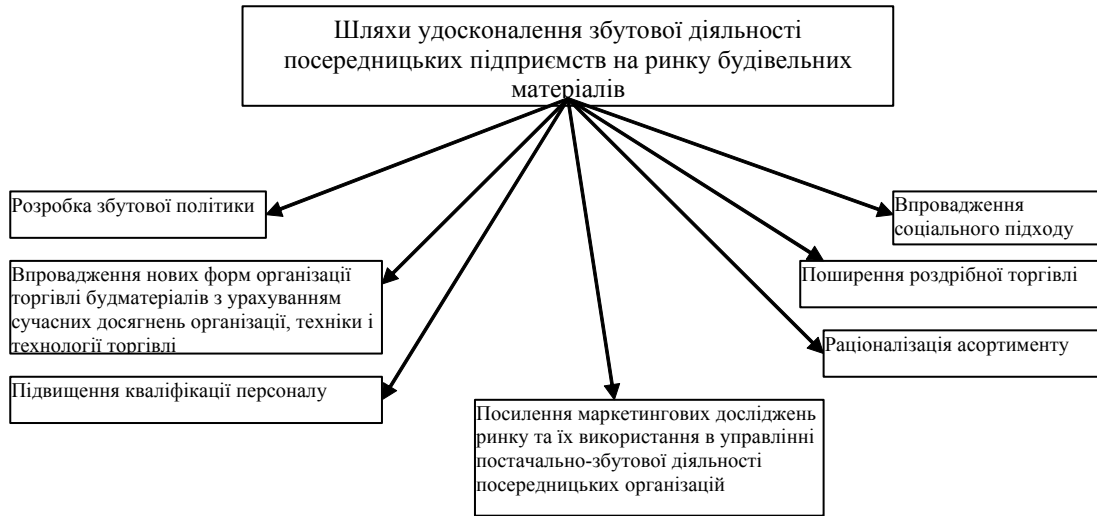 Шляхи удосконалення збутової діяльності
посередницьких підприємств на ринку будівельних
матеріалів
Розробка збутової політики
Впровадження нових форм організації
торгівлі будматеріалів з урахуванням
сучасних досягнень організації, техніки і
технології торгівлі
Підвищення кваліфікації персоналу
Посилення маркетингових досліджень
ринку та їх використання в управлінні
постачально-збутової діяльності
посередницьких організацій
Впровадження
соціального підходу
Поширення роздрібної торгівлі
Раціоналізація асортименту